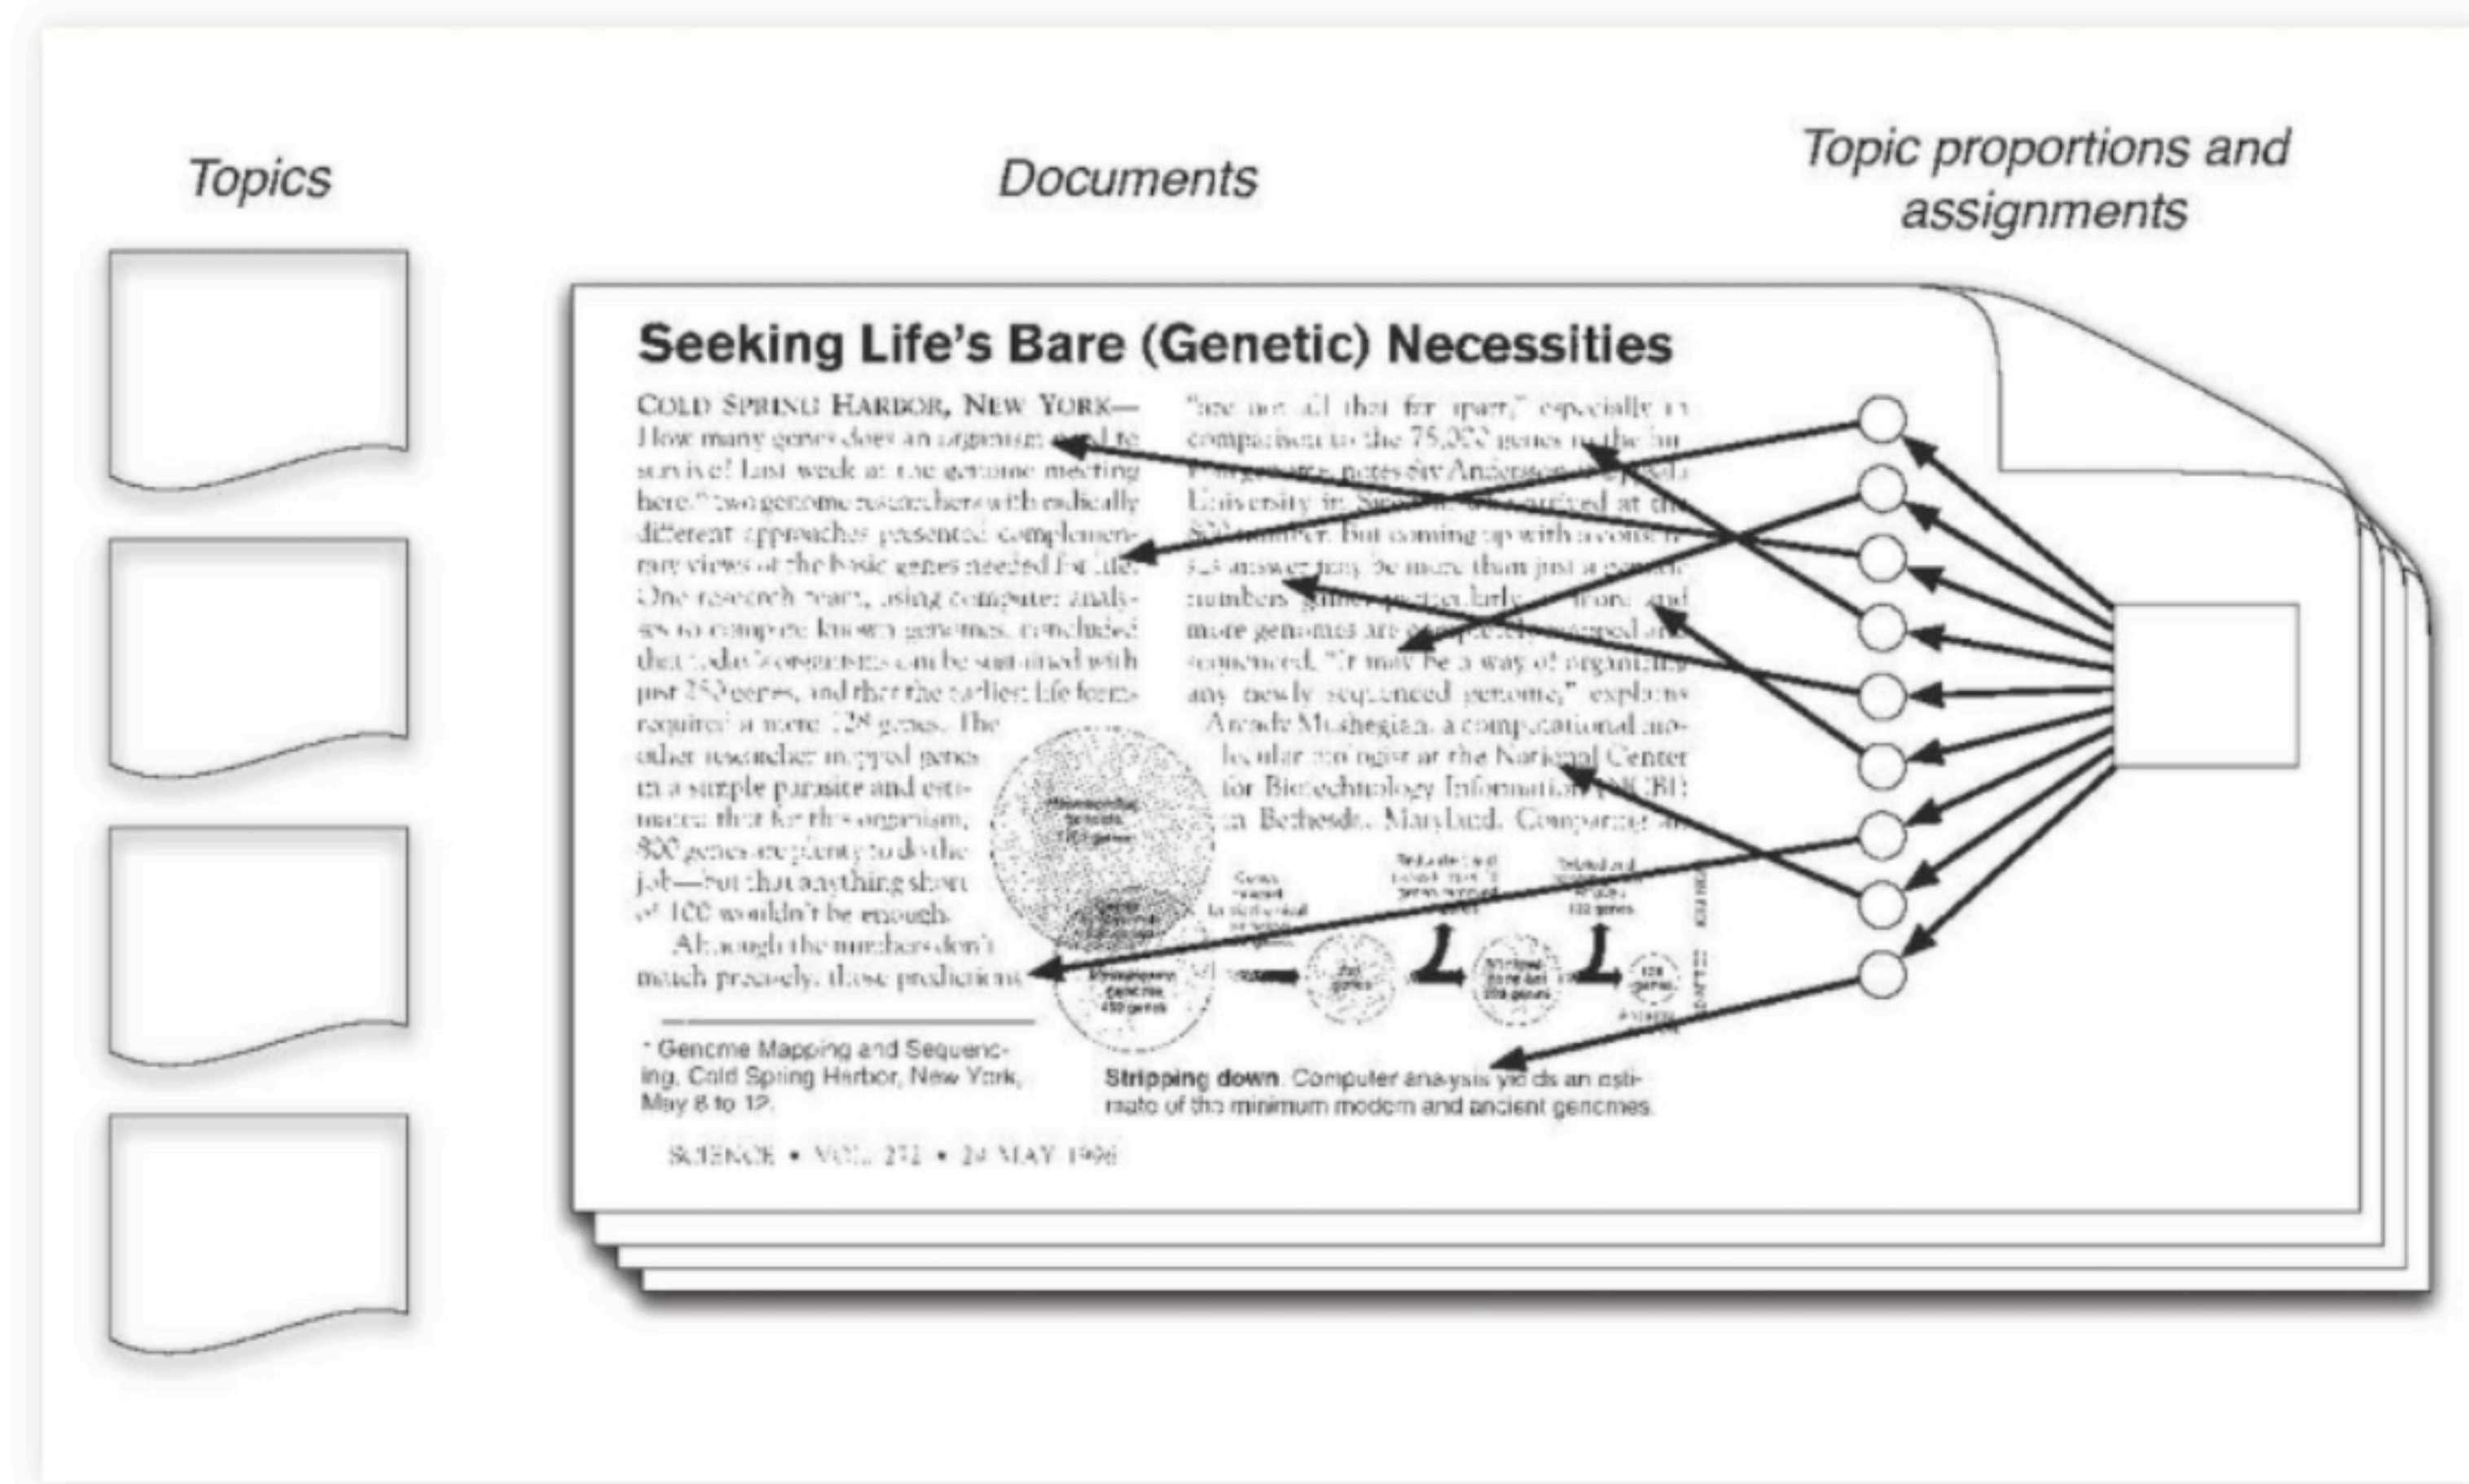 Topics
Documents
Topic proportions and
assignments
Seeking Life's Bare (Genetic) Necessities
COLD SPRING HARBOR, NEW YORK—
How many genes does an organism need to
survive? Last week at the genome meeting
here,* two genome researchers with radically
different approaches presented complemen-
tary views of the basic genes needed for life.
One research team, using computer analy-
ses to compare known genomes, concluded
that today's organisms can be sustained with
just 250 genes, and that the earliest life forms
required a mere 128 genes. The
other researcher mapped genes
in a simple parasite and esti-
mated that for this organism,
800 genes are plenty to do the
job—but that anything short
of 100 wouldn't be enough.
Although the numbers don't
match precisely, those predictions
* Genome Mapping and Sequenc-
ing, Cold Spring Harbor, New York,
May 8 to 12.
"are not all that far apart," especially in
comparison to the 75,000 genes in the hu-
notes Siv Andersson
University in arrived at the
800 number. But coming up with a consen-
sus answer may be more than just a
numbers particularly more and
more genomes are completely mapped and
sequenced. "It may be a way of organizing
any newly sequenced genome," explains
Arcady Mushegian, a computational mo-
lecular biologist at the National Center
for Biotechnology Information (NCBI)
in Bethesda, Maryland. Comparing an
genome
genes
Stripping down. Computer analysis yields an esti-
mate of the minimum modern and ancient genomes.
SCIENCE • VOL. 272 • 24 MAY 1996